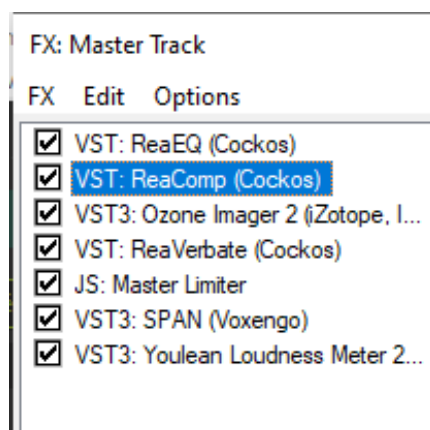 FX: Master Track
FX Edit Options
VST: ReaEQ (Cockos)
VST: ReaComp (Cockos)
VST3: Ozone Imager 2 (iZotope, I...
VST: ReaVerbate (Cockos)
JS: Master Limiter
VST3: SPAN (Voxengo)
VST3: Youlean Loudness Meter 2...